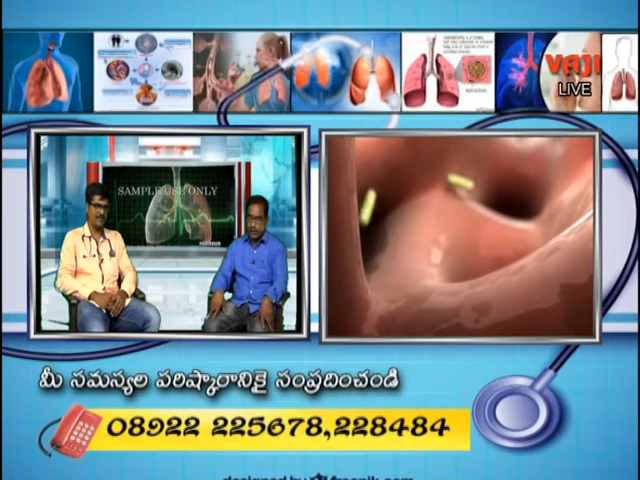 VAJI
LIVE
SAMPLE USE ONLY
మీ సమస్యల పరిష్కారానికై సంప్రదించండి
08922 225678,228484
designed by freepik.com